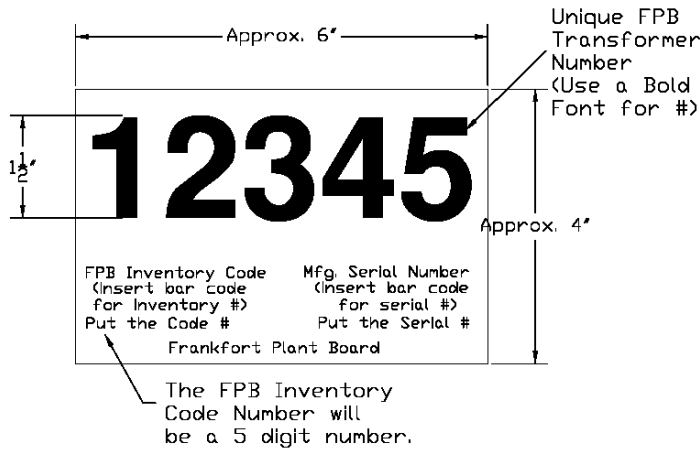 Approx. 6"
Unique FPB
Transformer
Number
(Use a Bold
Font for #)
12345
1 1/2"
Approx. 4"
FPB Inventory Code
(Insert bar code
for Inventory #)
Put the Code #
Mfg. Serial Number
(Insert bar code
for serial #)
Put the Serial #
Frankfort Plant Board
The FPB Inventory
Code Number will
be a 5 digit number.